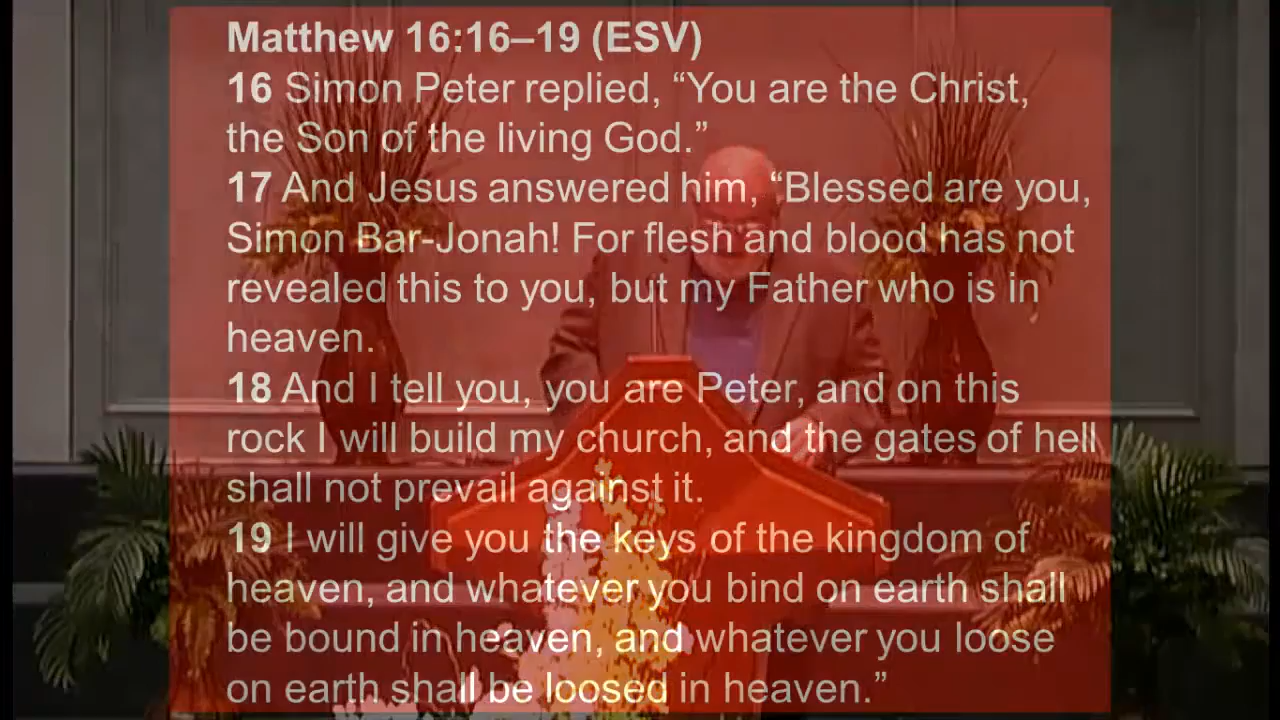 Matthew 16:16–19 (ESV)
16 Simon Peter replied, “You are the Christ,
the Son of the living God.”
17 And Jesus answered him, “Blessed are you,
Simon Bar-Jonah! For flesh and blood has not
revealed this to you, but my Father who is in
heaven.
18 And I tell you, you are Peter, and on this
rock I will build my church, and the gates of hell
shall not prevail against it.
19 I will give you the keys of the kingdom of
heaven, and whatever you bind on earth shall
be bound in heaven, and whatever you loose
on earth shall be loosed in heaven.”